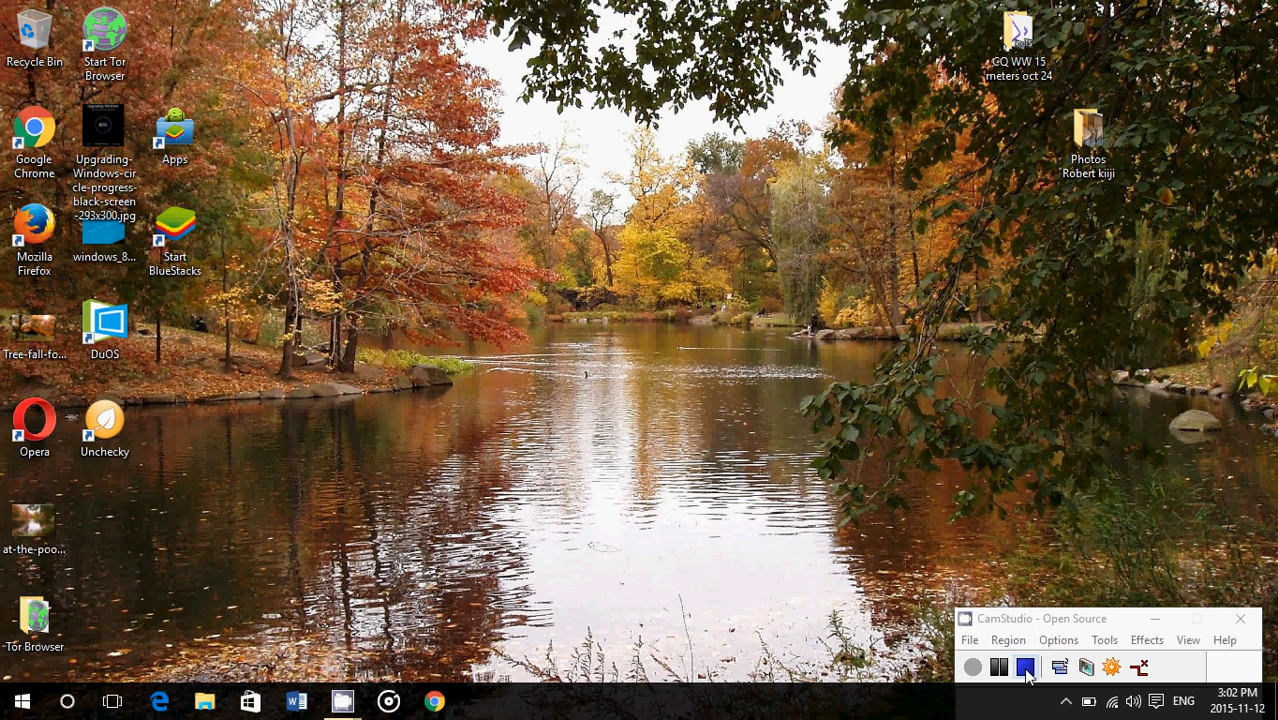 Recycle Bin
Start Tor
Browser
Google
Chrome
Upgrading-
Windows-cir
cle-progress-
black-screen
-293x300.jpg
Apps
Mozilla
Firefox
windows_8...
Start
BlueStacks
Tree-fall-fo...
DuOS
Opera
Unchecky
at-the-poo...
Tor Browser
CQ WW 15
meters oct 24
Photos
Robert kiiji
CamStudio - Open Source
File Region Options Tools Effects View Help
ENG
3:02 PM
2015-11-12